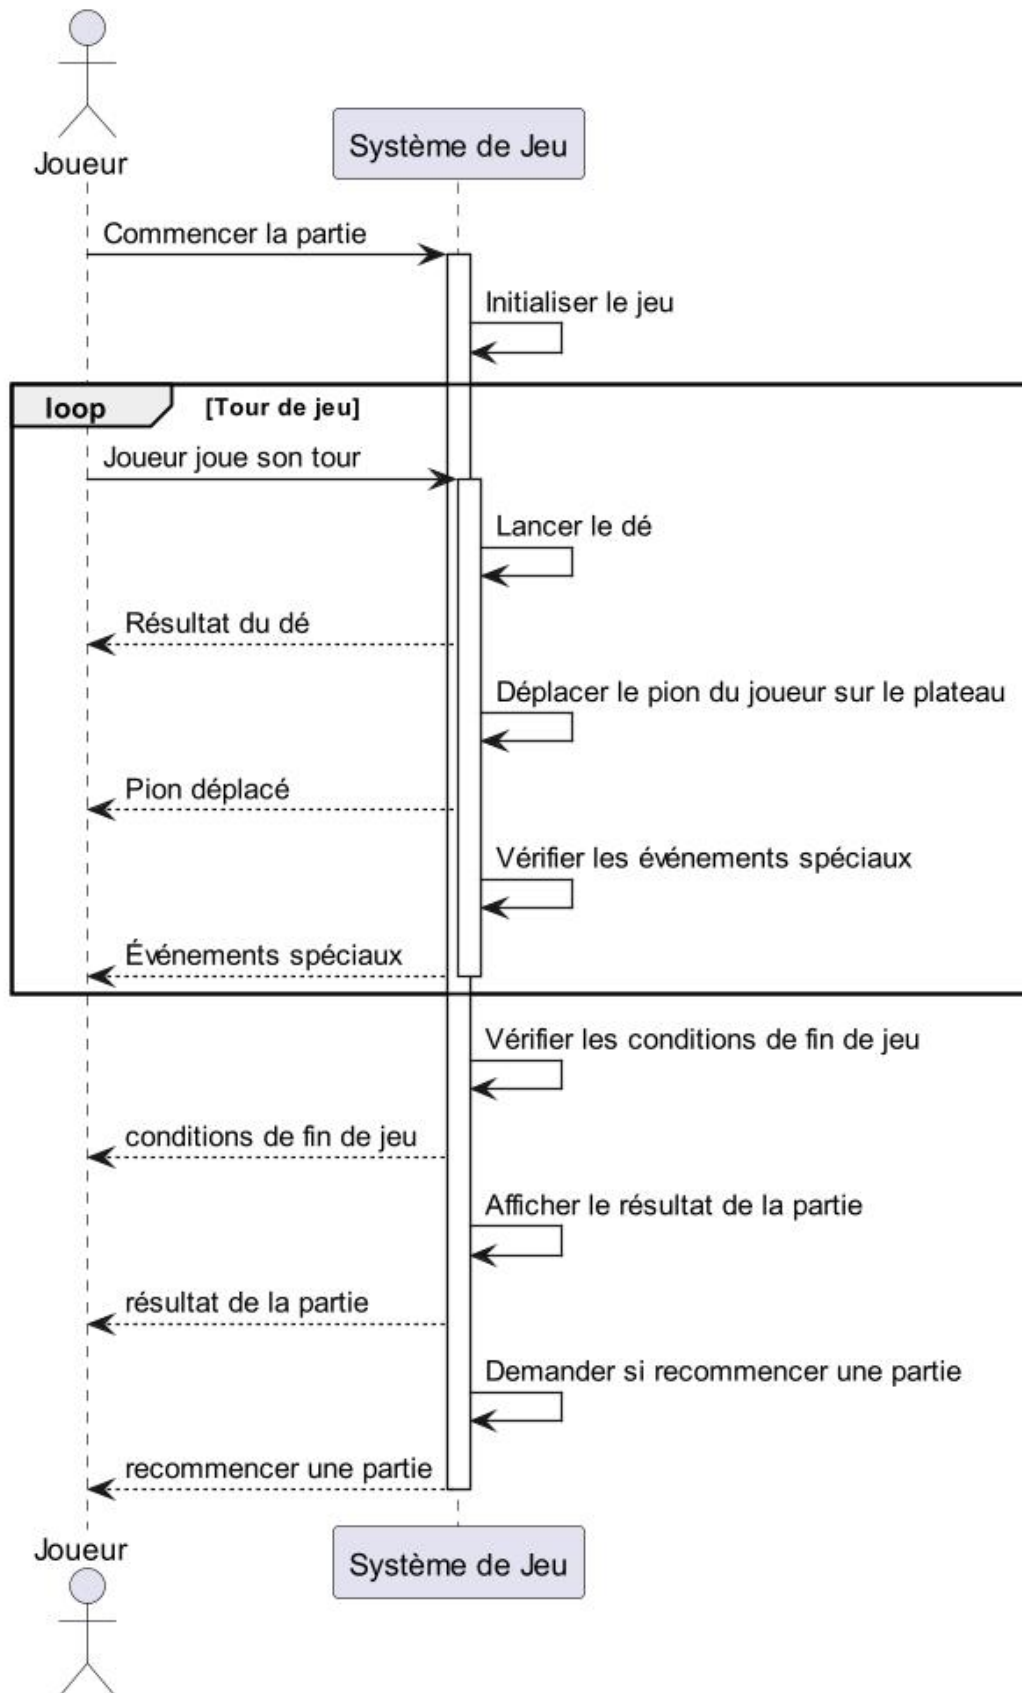 Joueur
Système de Jeu
Commencer la partie
Initialiser le jeu
loop [Tour de jeu]
Joueur joue son tour
Lancer le dé
Résultat du dé
Déplacer le pion du joueur sur le plateau
Pion déplacé
Vérifier les événements spéciaux
Événements spéciaux
Vérifier les conditions de fin de jeu
conditions de fin de jeu
Afficher le résultat de la partie
résultat de la partie
Demander si recommencer une partie
recommencer une partie
Joueur
Système de Jeu